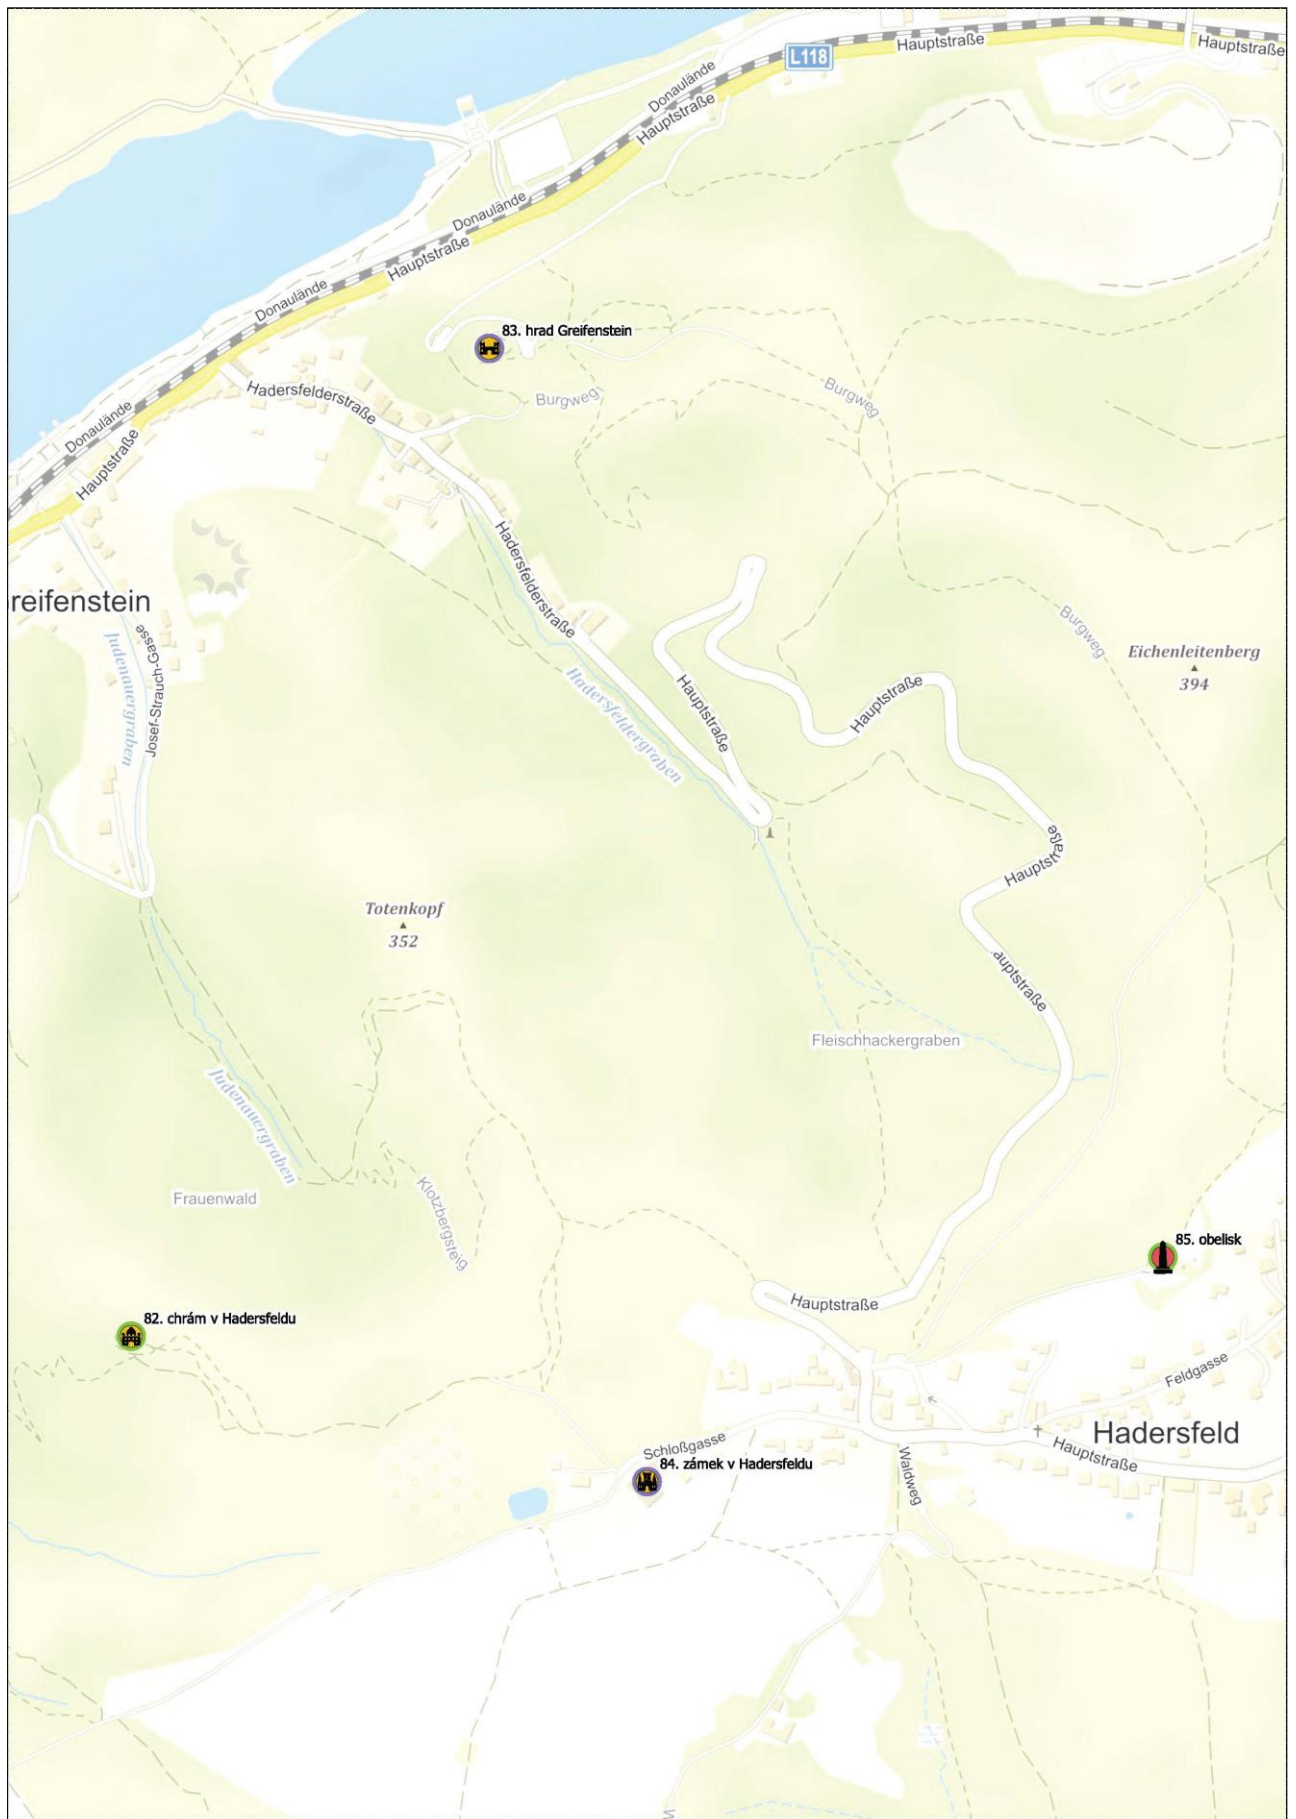 Hauptstraße
Hauptstraße
L118
Donaulände
Hauptstraße
Donaulände
Hauptstraße
Donaulände
83. hrad Greifenstein
Hadersfelderstraße
Burgweg
Burgweg
Donaulände
Hauptstraße
Hadersfelderstraße
reifenstein
Burgweg
Judenauergraben
Josef-Strauch-Gasse
Hadersfeldergraben
Eichenleitenberg
394
Hauptstraße
Hauptstraße
Hauptstraße
Totenkopf
352
auptstraße
Fleischhackergraben
Judenauergraben
Frauenwald
Klotzbergsteig
85. obelisk
Hauptstraße
82. chrám v Hadersfeldu
Feldgasse
Hadersfeld
Schloßgasse
Hauptstraße
84. zámek v Hadersfeldu
Waldweg